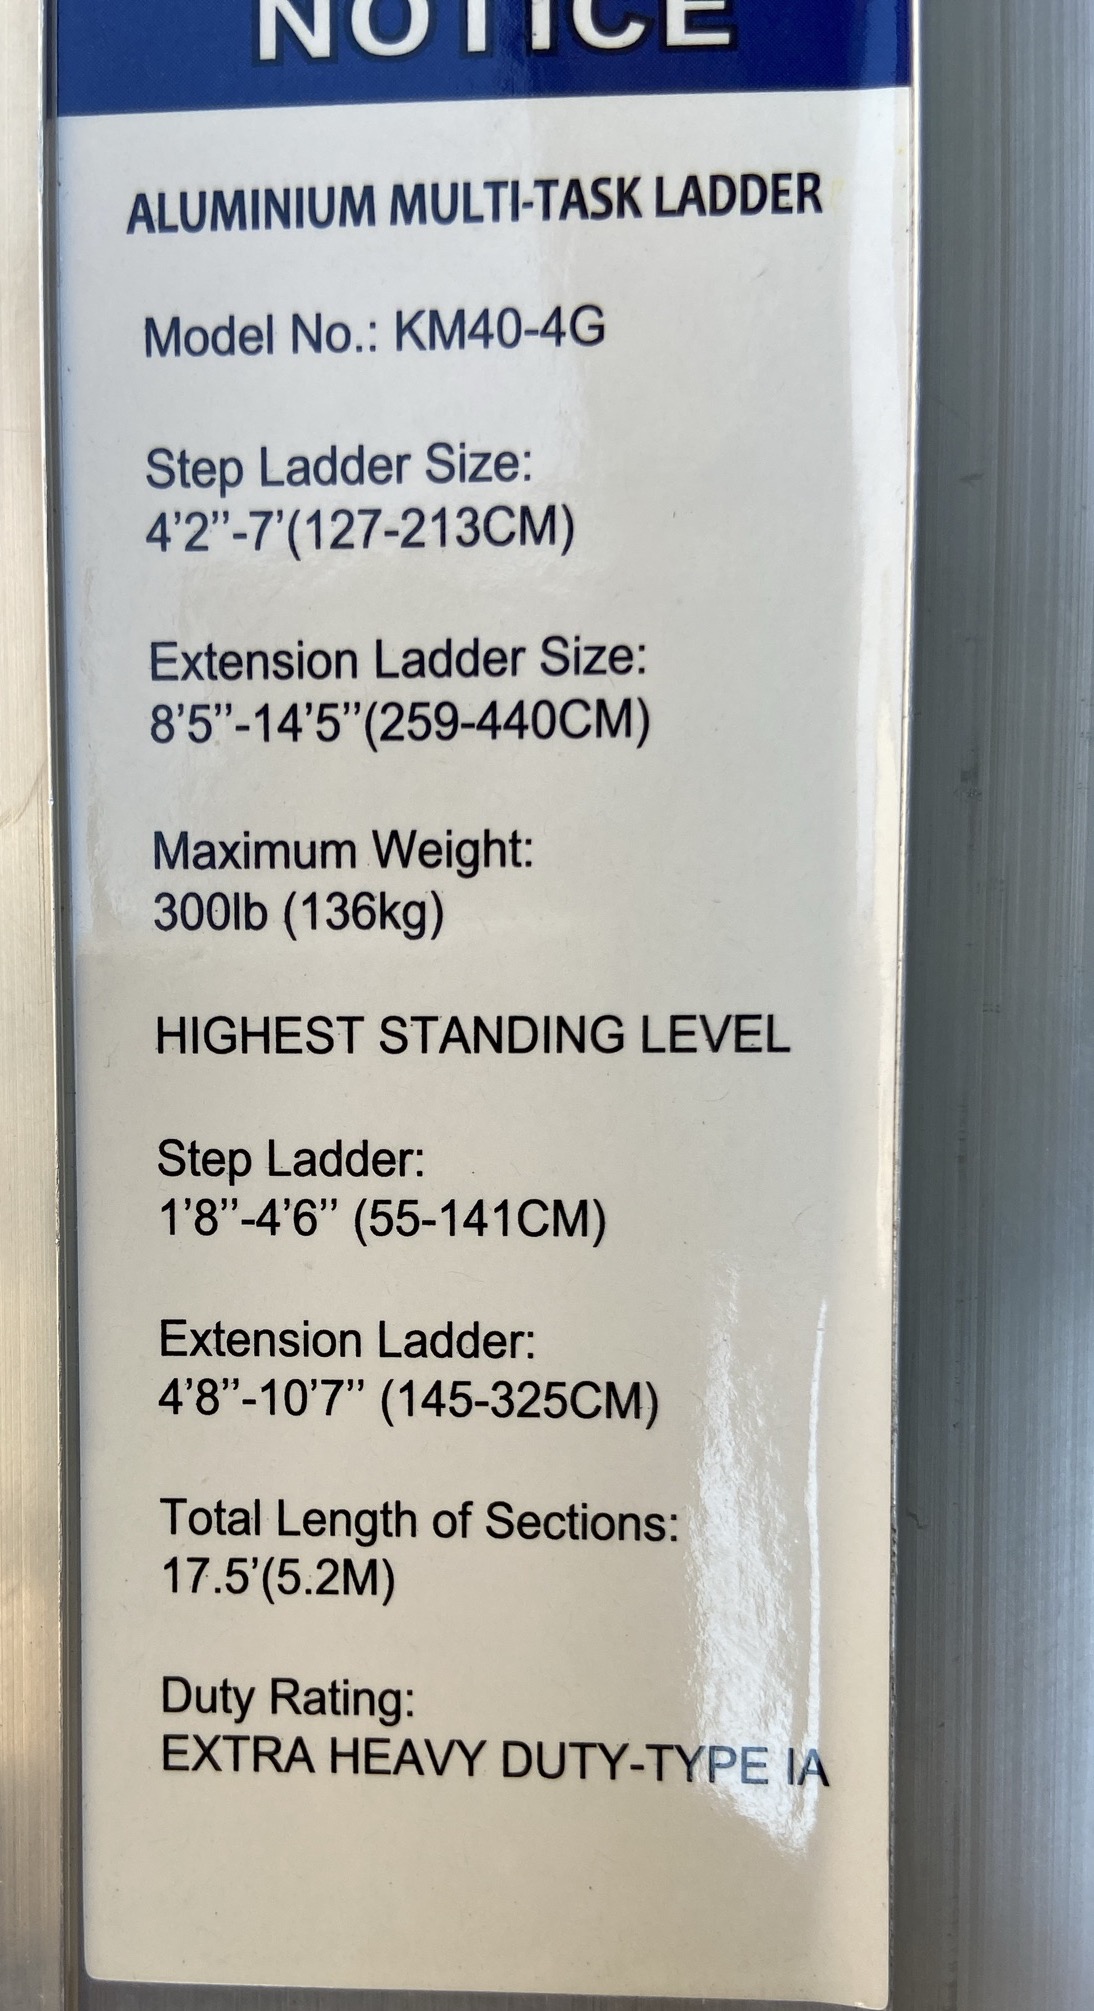 NOTICE
ALUMINIUM MULTI-TASK LADDER
Model No.: KM40-4G
Step Ladder Size:
4’2”-7’(127-213CM)
Extension Ladder Size:
8’5”-14’5”(259-440CM)
Maximum Weight:
300lb (136kg)
HIGHEST STANDING LEVEL
Step Ladder:
1’8”-4’6” (55-141CM)
Extension Ladder:
4’8”-10’7” (145-325CM)
Total Length of Sections:
17.5’(5.2M)
Duty Rating:
EXTRA HEAVY DUTY-TYPE IA